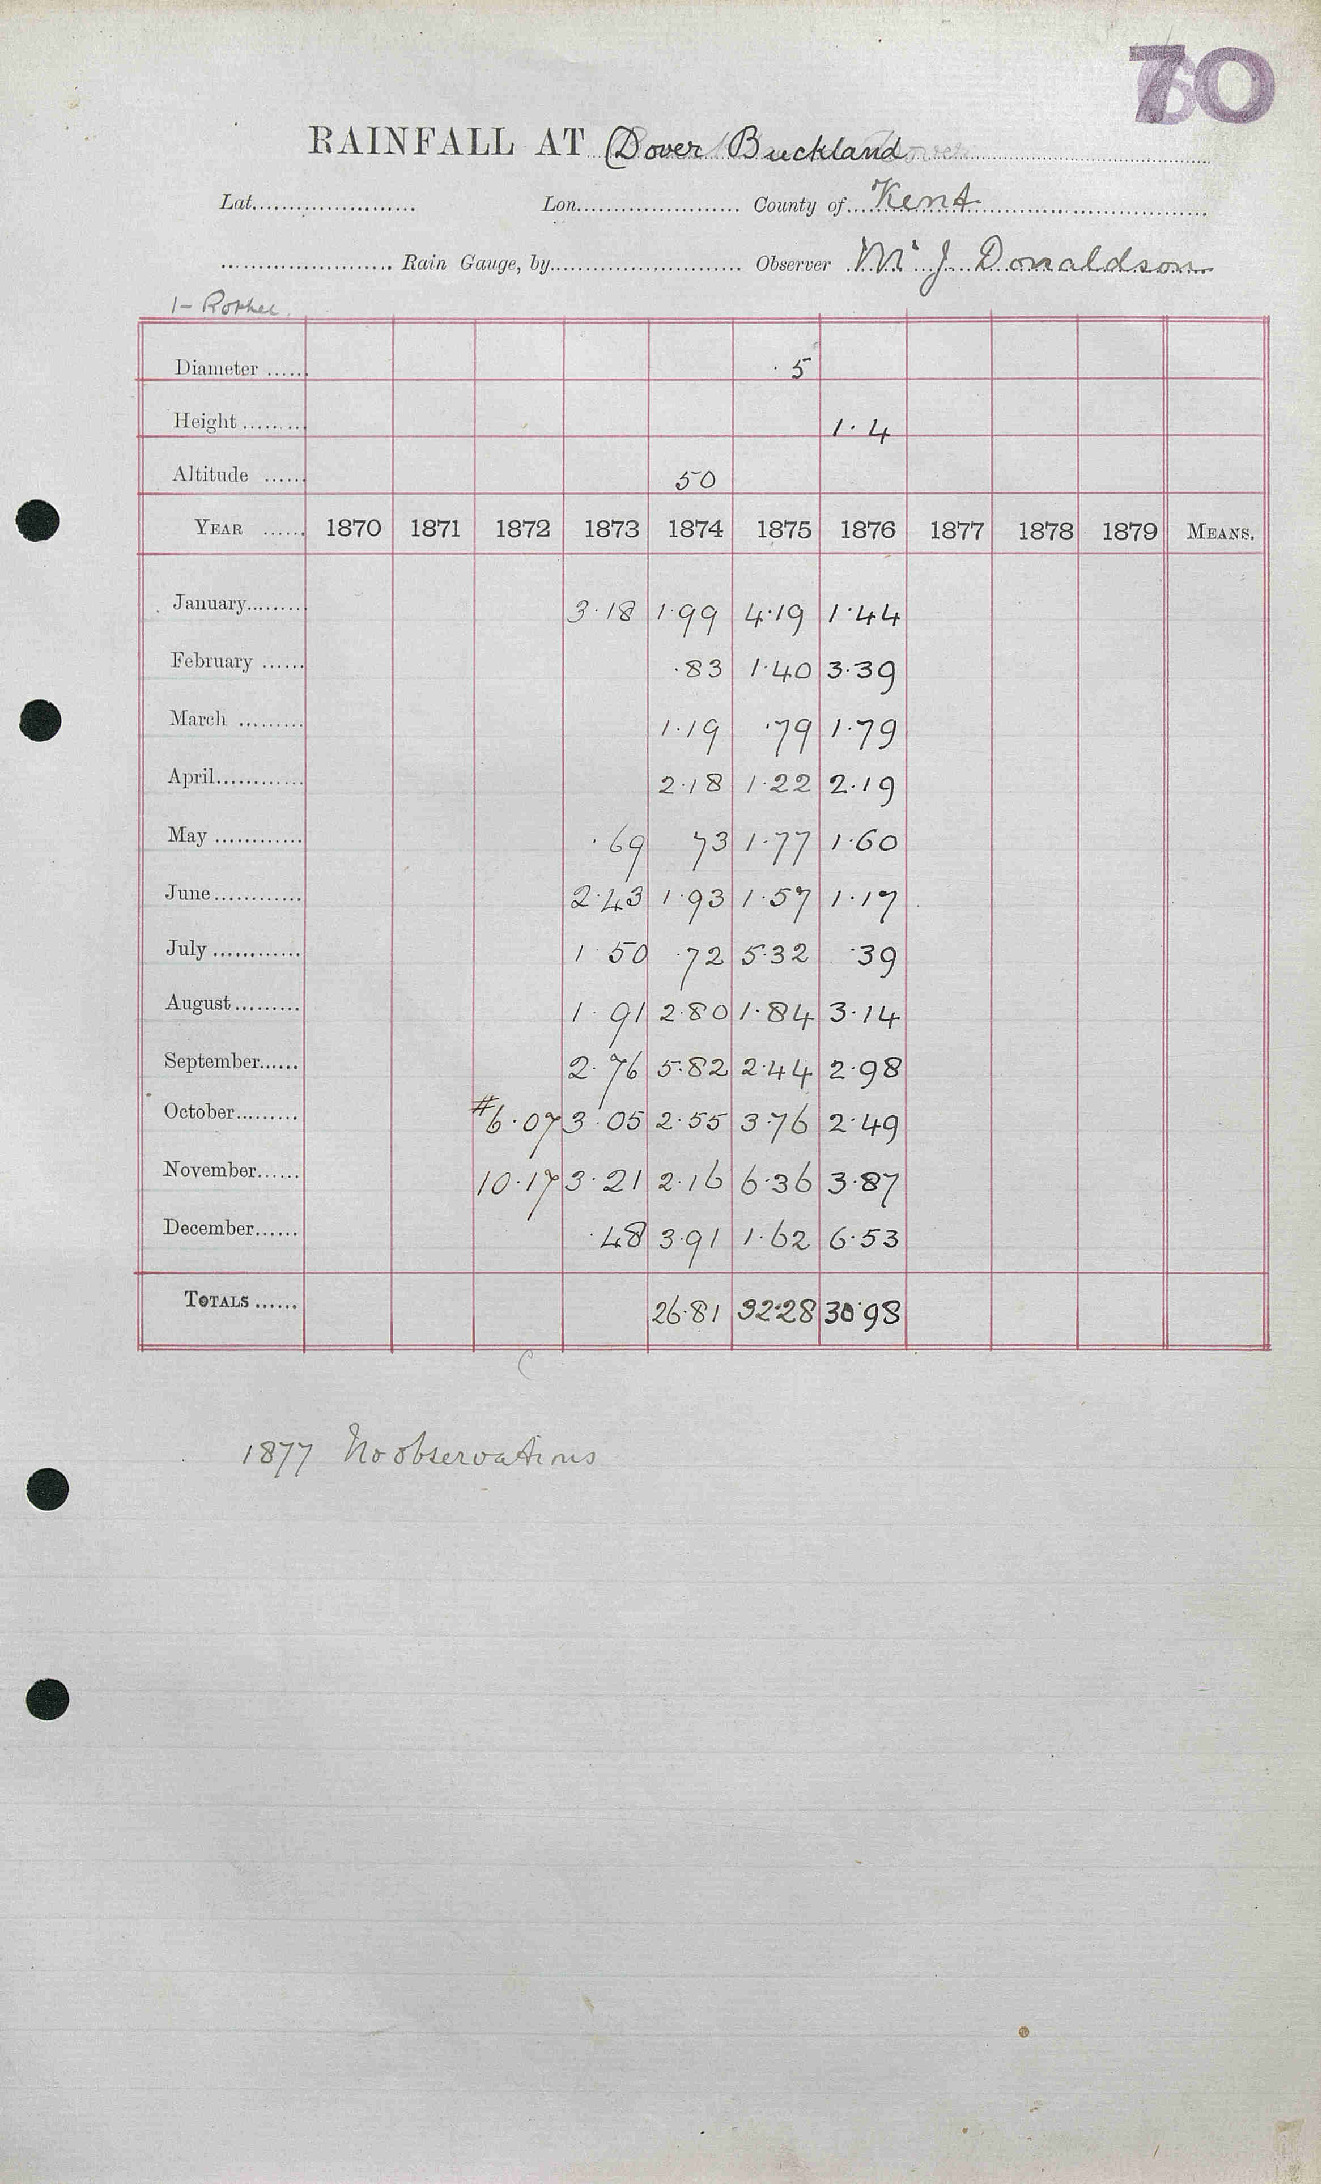 70
RAINFALL AT Dover Buckland
Lat. Lon. County of Kent
Rain Gauge, by Observer Mr J. Donaldson
Diameter 5
Height 1.4
Altitude 50
YEAR 1870 1871 1872 1873 1874 1875 1876 1877 1878 1879 MEANS.
January 3.18 1.99 4.19 1.44
February .83 1.40 3.39
March 1.19 .79 1.79
April 2.18 1.22 2.19
May .69 73 1.77 1.60
June 2.43 1.93 1.57 1.17
July 1 50 .72 5.32 .39
August 1.91 2.80 1.84 3.14
September 2.76 5.82 2.44 2.98
October #6.07 3.05 2.55 3.76 2.49
November 10.17 3.21 2.16 6.36 3.87
December .48 3.91 1.62 6.53
TOTALS 26.81 32.28 30.98
1877 No observations